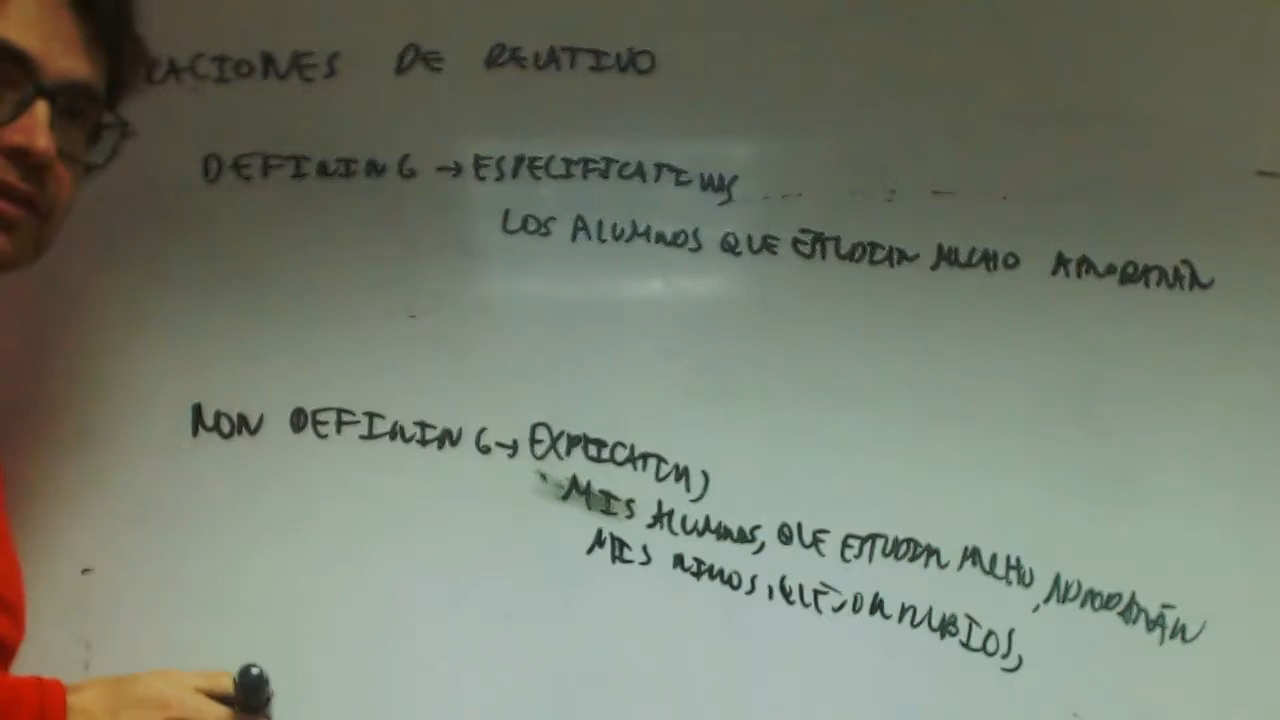 RACIONES DE RELATIVO
DEFINING → ESPECIFICATIVAS
LOS ALUMNOS QUE ESTUDIAN MUCHO APROBARÁN
NON DEFINING → EXPLICATIVAS
MIS ALUMNOS, QUE ESTUDIAN MUCHO, APROBARÁN
MIS NIÑOS, QUE SON RUBIOS,